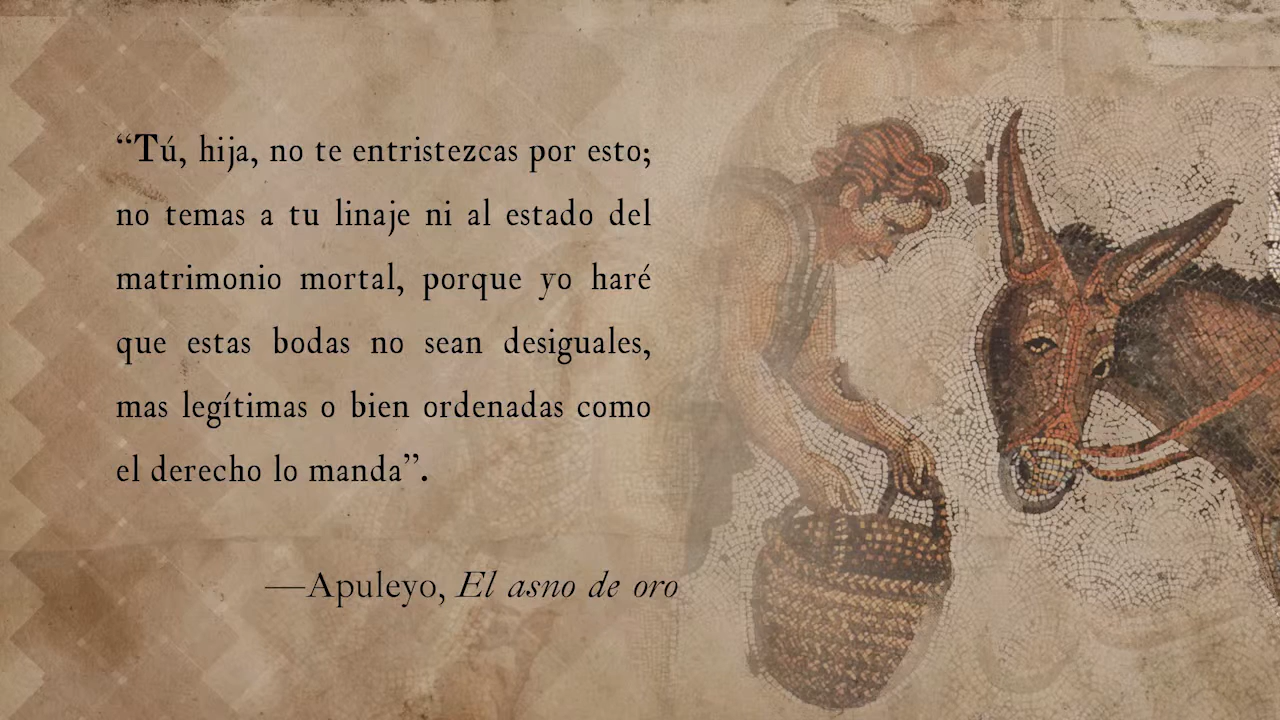 “Tú, hija, no te entristezcas por esto;
no temas a tu linaje ni al estado del
matrimonio mortal, porque yo haré
que estas bodas no sean desiguales,
mas legítimas o bien ordenadas como
el derecho lo manda”.
—Apuleyo, El asno de oro